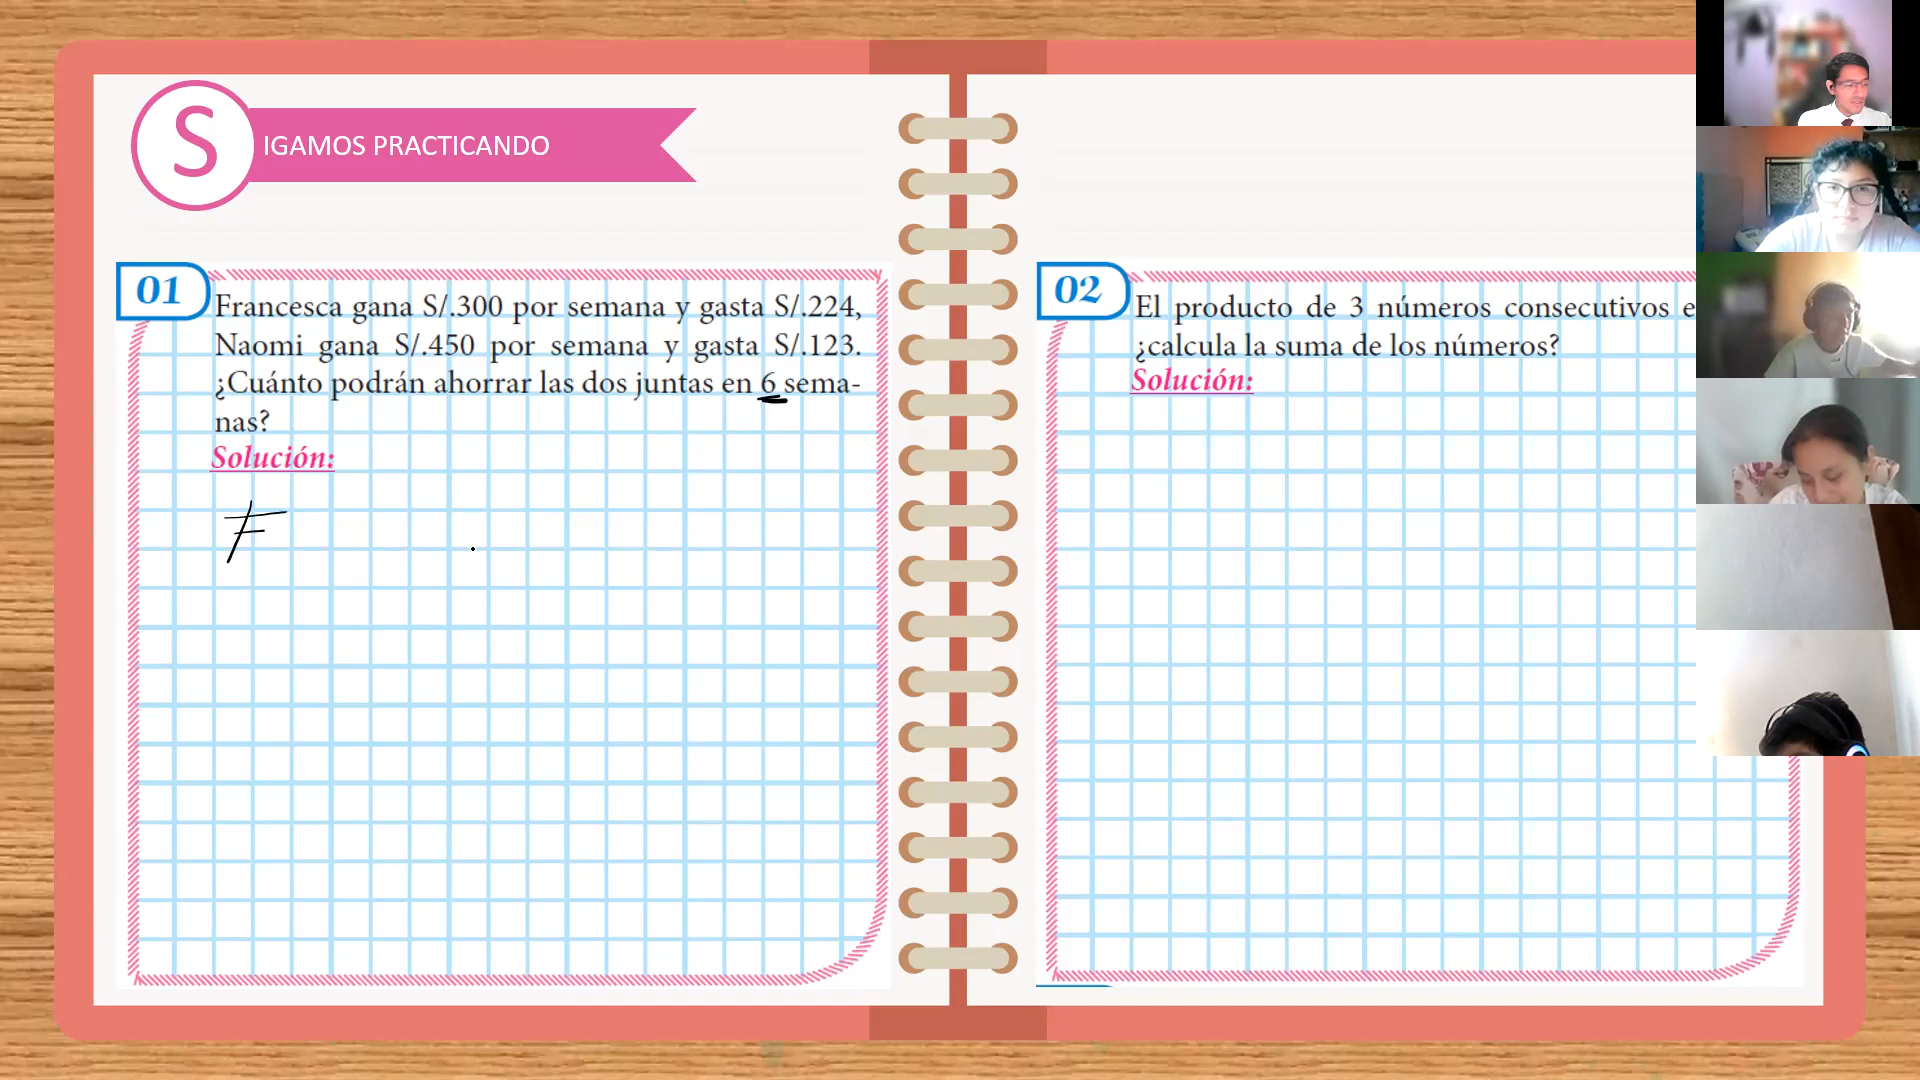 S IGAMOS PRACTICANDO
01
Francesca gana S/.300 por semana y gasta S/.224,
Naomi gana S/.450 por semana y gasta S/.123.
¿Cuánto podrán ahorrar las dos juntas en 6 sema-
nas?
Solución:
F
02
El producto de 3 números consecutivos e
¿calcula la suma de los números?
Solución: